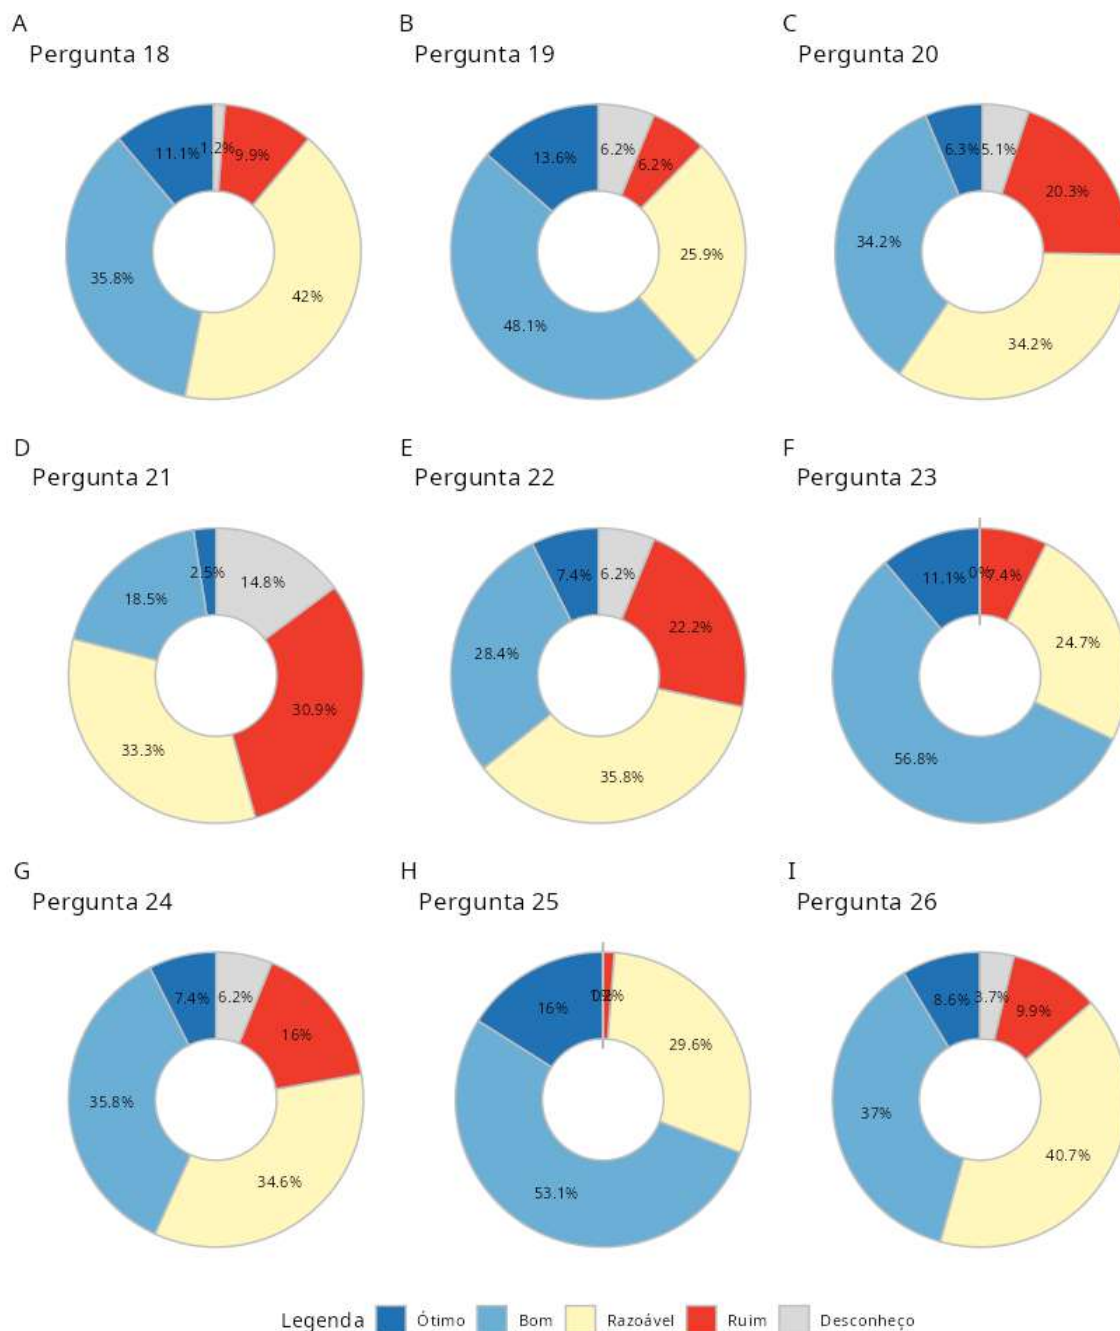 A
Pergunta 18
11.1%
1.2%
9.9%
35.8%
42%
B
Pergunta 19
13.6%
6.2%
6.2%
25.9%
48.1%
C
Pergunta 20
6.3%
5.1%
20.3%
34.2%
34.2%
D
Pergunta 21
2.5%
14.8%
18.5%
30.9%
33.3%
E
Pergunta 22
7.4%
6.2%
22.2%
28.4%
35.8%
F
Pergunta 23
11.1%
0%
7.4%
24.7%
56.8%
G
Pergunta 24
7.4%
6.2%
16%
35.8%
34.6%
H
Pergunta 25
16%
29.6%
53.1%
I
Pergunta 26
8.6%
3.7%
9.9%
37%
40.7%
Legenda Ótimo Bom Razoável Ruim Desconheço